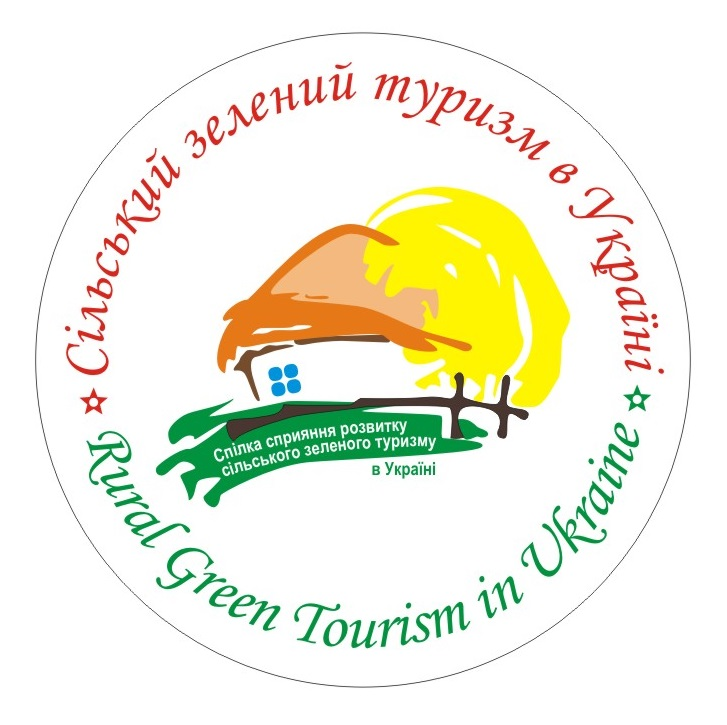 Сільський зелений туризм в Україні
Спілка сприяння розвитку
сільського зеленого туризму
в Україні
Rural Green Tourism in Ukraine